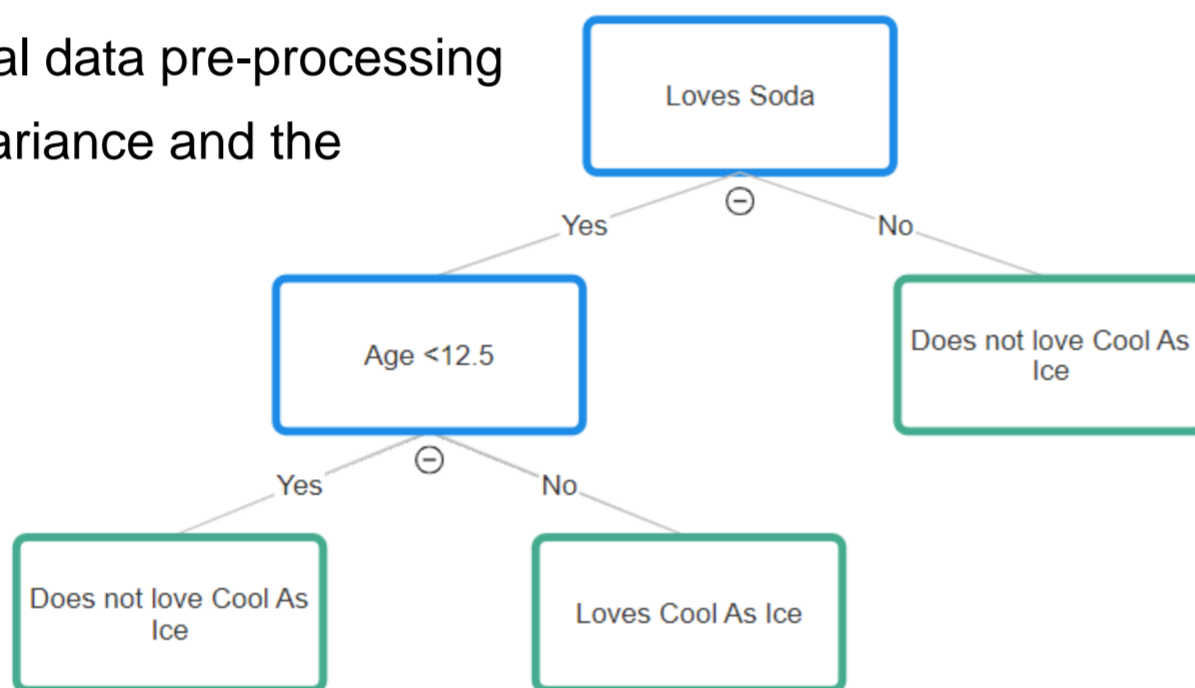 al data pre-processing
ariance and the
Loves Soda
Yes
No
Age <12.5
Does not love Cool As
Ice
Yes
No
Does not love Cool As
Ice
Loves Cool As Ice